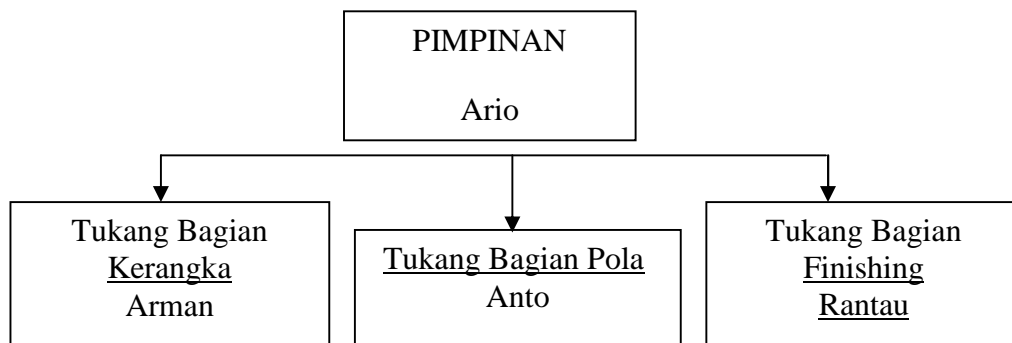 PIMPINAN
Ario
Tukang Bagian
Kerangka
Arman
Tukang Bagian Pola
Anto
Tukang Bagian
Finishing
Rantau